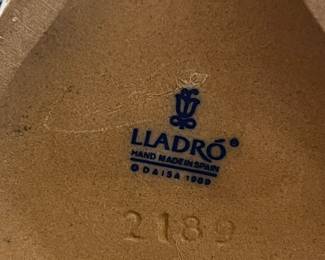 LLADRÓ®
HAND MADE IN SPAIN
© DAISA 1989
2189